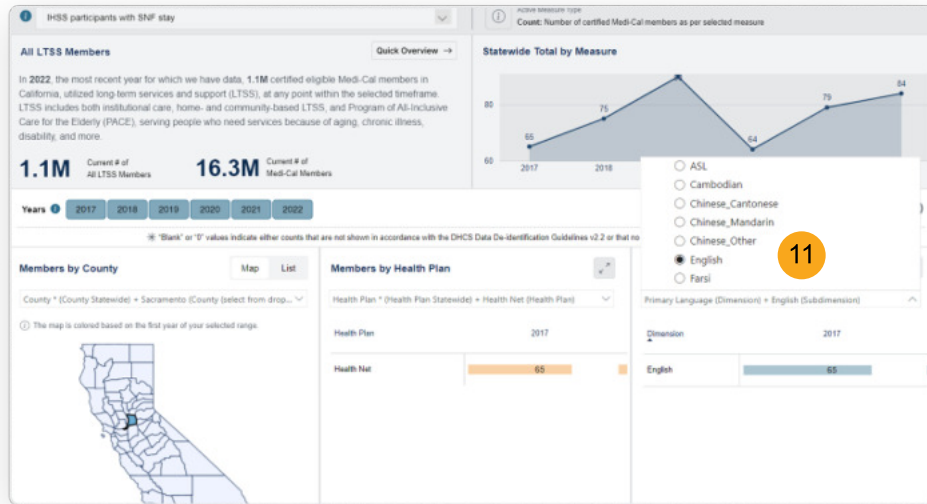 IHSS participants with SNF stay
Active Measure Type
Count: Number of certified Medi-Cal members as per selected measure
All LTSS Members
Quick Overview →
In 2022, the most recent year for which we have data, 1.1M certified eligible Medi-Cal members in
California, utilized long-term services and support (LTSS), at any point within the selected timeframe.
LTSS includes both institutional care, home- and community-based LTSS, and Program of All-Inclusive
Care for the Elderly (PACE), serving people who need services because of aging, chronic illness,
disability, and more.
1.1M
Current # of
All LTSS Members
16.3M
Current # of
Medi-Cal Members
Statewide Total by Measure
80
60
65
75
64
79
84
2017
2018
Years
2017
2018
2019
2020
2021
2022
"Blank" or "0" values indicate either counts that are not shown in accordance with the DHCS Data De-identification Guidelines v2.2 or that no
ASL
Cambodian
Chinese_Cantonese
Chinese_Mandarin
Chinese_Other
English
Farsi
11
Members by County
Map
List
County * (County Statewide) + Sacramento (County (select from drop...
The map is colored based on the first year of your selected range.
Members by Health Plan
Health Plan * (Health Plan Statewide) + Health Net (Health Plan)
Health Plan
2017
Health Net
65
Primary Language (Dimension) + English (Subdimension)
Dimension
2017
English
65